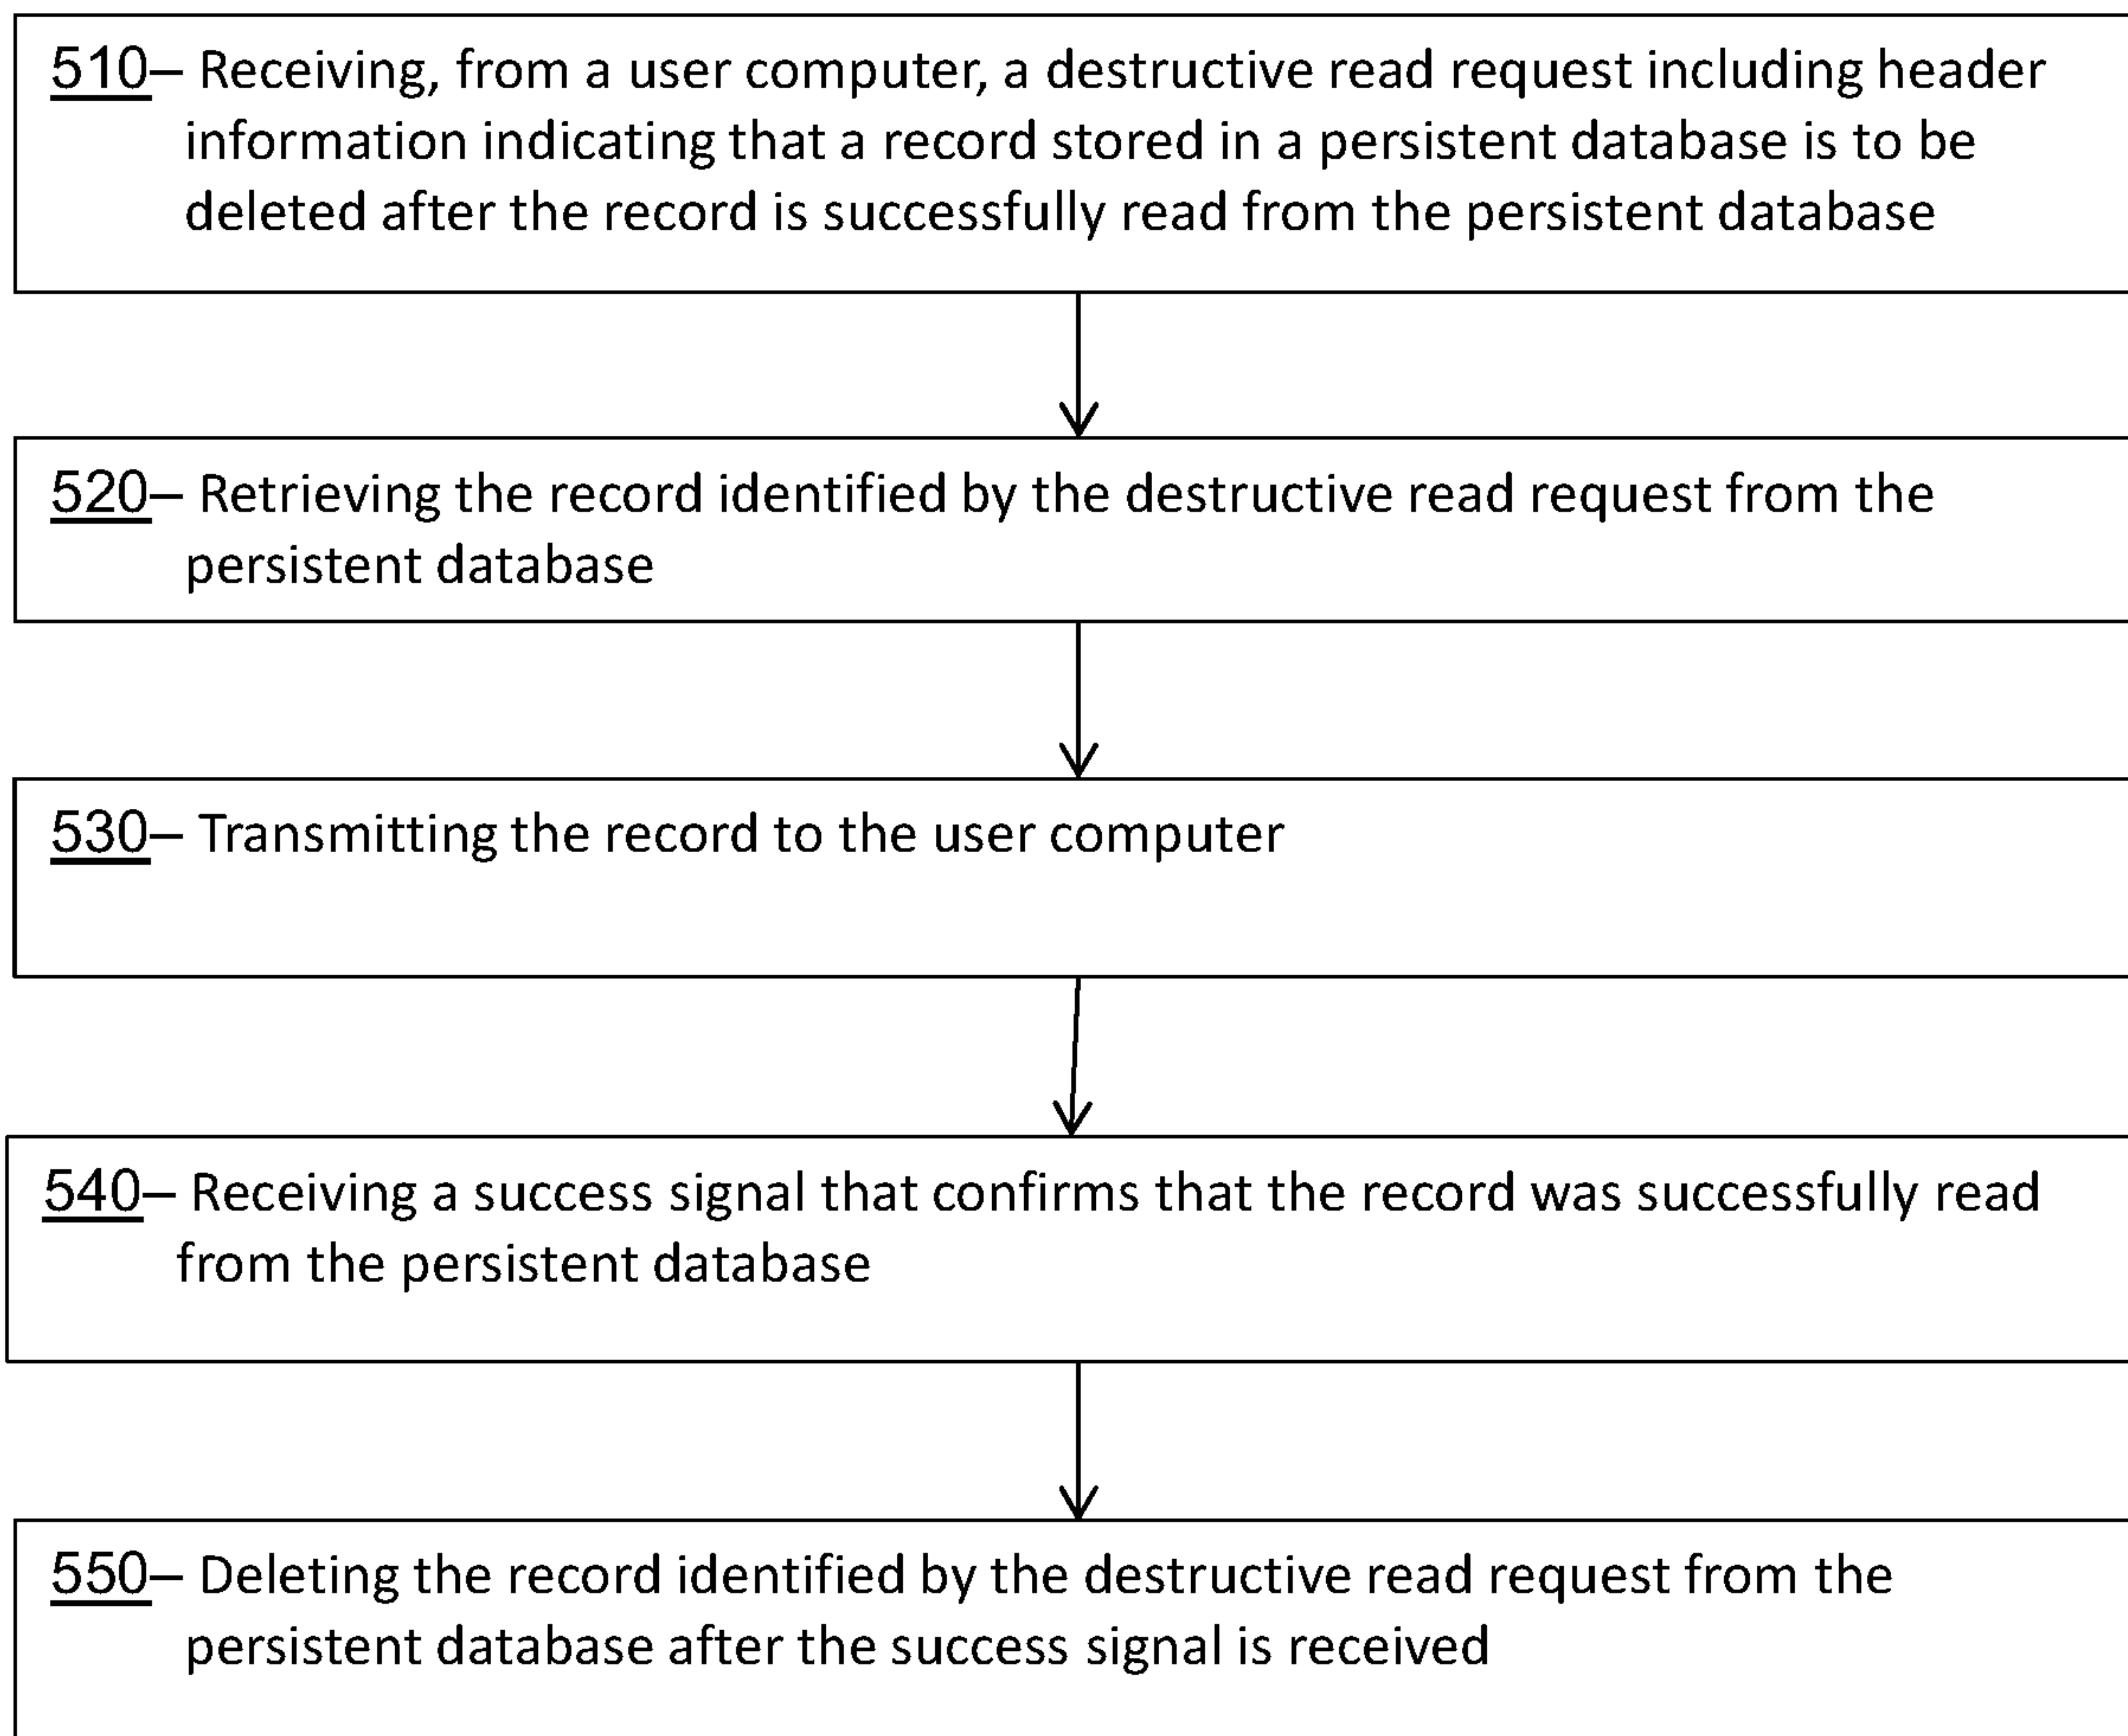 510– Receiving, from a user computer, a destructive read request including header
information indicating that a record stored in a persistent database is to be
deleted after the record is successfully read from the persistent database
520– Retrieving the record identified by the destructive read request from the
persistent database
530– Transmitting the record to the user computer
540– Receiving a success signal that confirms that the record was successfully read
from the persistent database
550– Deleting the record identified by the destructive read request from the
persistent database after the success signal is received